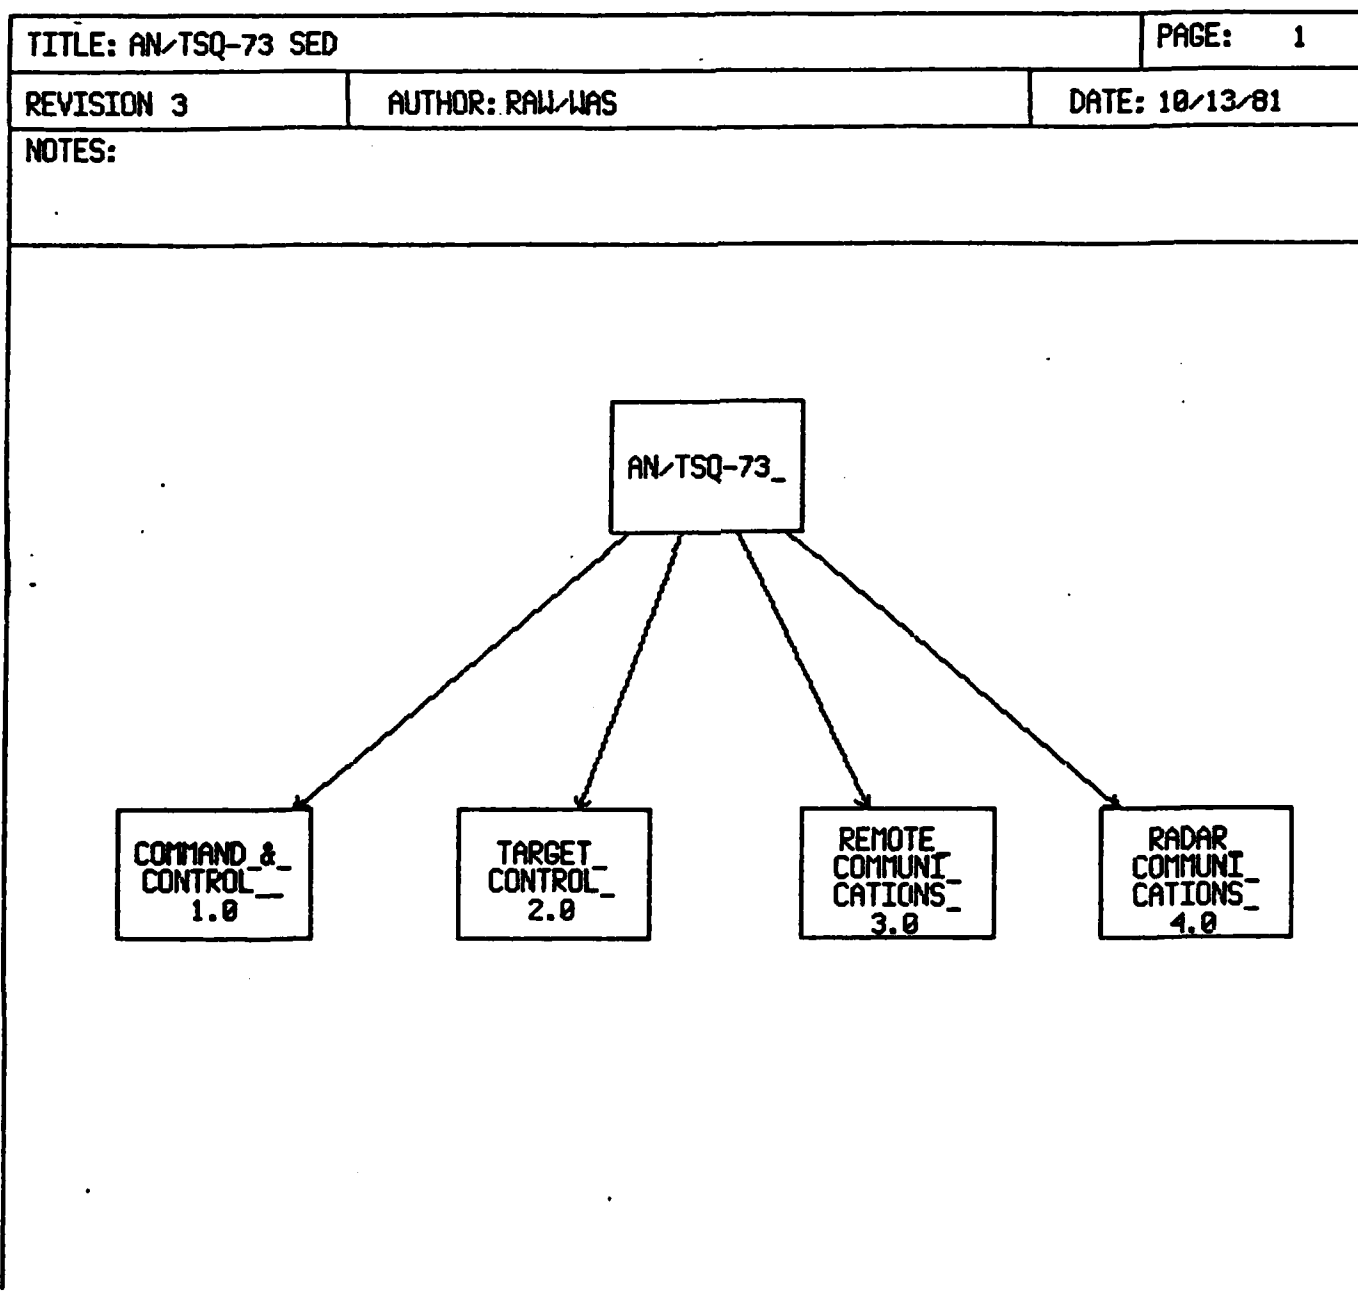 TITLE: AN/TSQ-73 SED
PAGE: 1
REVISION 3
AUTHOR: RAW/WAS
DATE: 10/13/81
NOTES:
AN/TSQ-73_
COMMAND_&_
CONTROL__
1.0
TARGET_
CONTROL_
2.0
REMOTE_
COMMUNI_
CATIONS_
3.0
RADAR_
COMMUNI_
CATIONS_
4.0